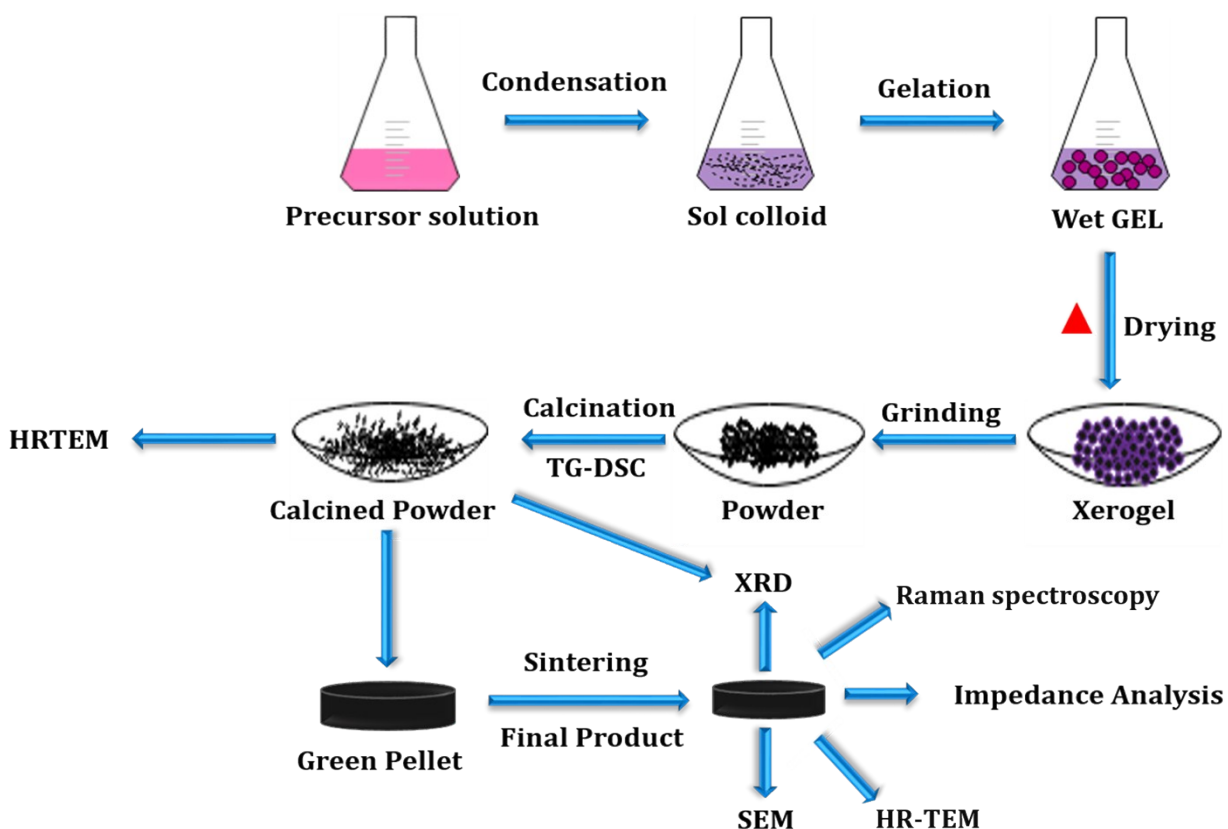 Condensation
Gelation
Precursor solution
Sol colloid
Wet GEL
Drying
HRTEM
Calcination
TG-DSC
Grinding
Calcined Powder
Powder
Xerogel
XRD
Raman spectroscopy
Sintering
Final Product
Impedance Analysis
Green Pellet
SEM
HR-TEM